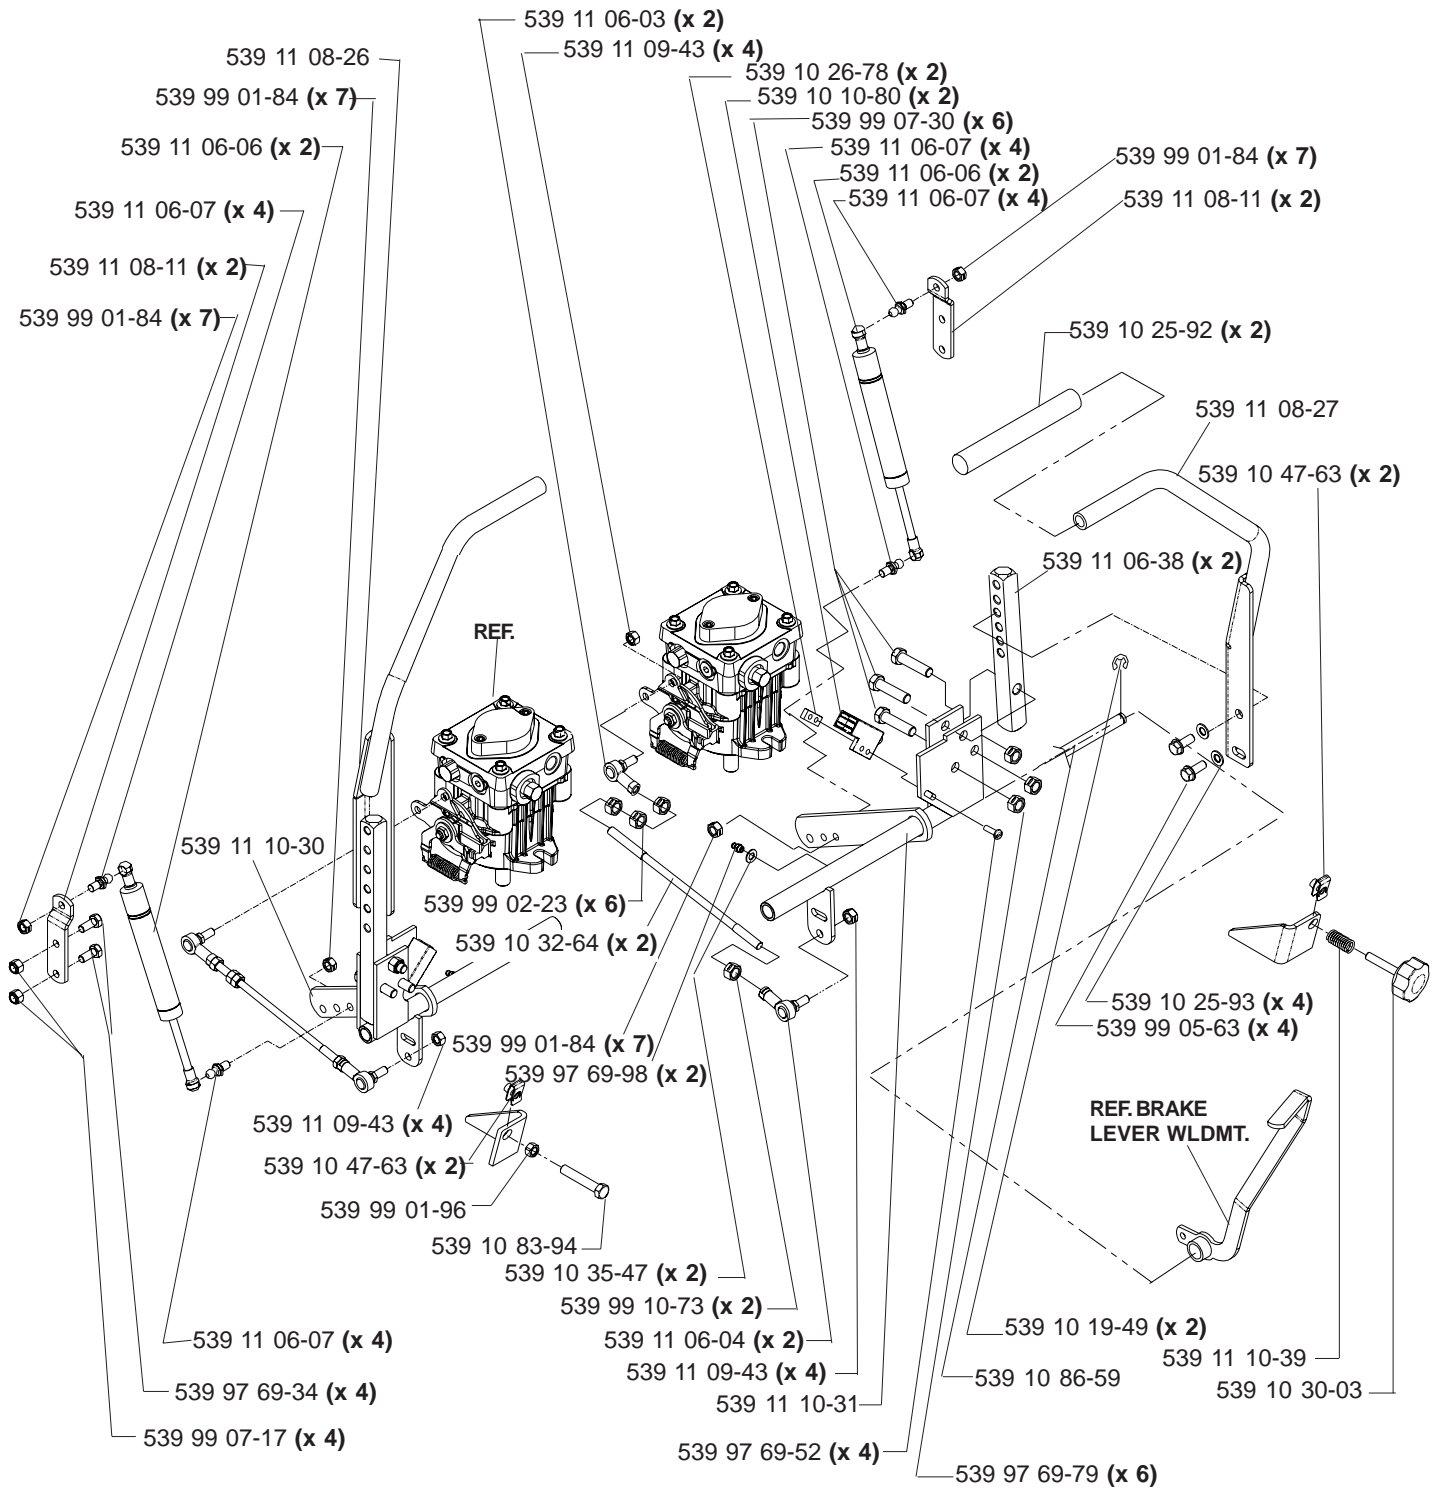 539 11 06-03 (x 2)
539 11 09-43 (x 4)
539 11 08-26
539 10 26-78 (x 2)
539 99 01-84 (x 7)
539 10 10-80 (x 2)
539 99 07-30 (x 6)
539 11 06-06 (x 2)
539 11 06-07 (x 4)
539 99 01-84 (x 7)
539 11 06-06 (x 2)
539 11 06-07 (x 4)
539 11 08-11 (x 2)
539 11 06-07 (x 4)
539 11 08-11 (x 2)
539 99 01-84 (x 7)
539 10 25-92 (x 2)
539 11 08-27
539 10 47-63 (x 2)
539 11 06-38 (x 2)
REF.
539 11 10-30
539 99 02-23 (x 6)
539 10 32-64 (x 2)
539 10 25-93 (x 4)
539 99 05-63 (x 4)
539 99 01-84 (x 7)
539 97 69-98 (x 2)
REF. BRAKE
LEVER WLDMT.
539 11 09-43 (x 4)
539 10 47-63 (x 2)
539 99 01-96
539 10 83-94
539 10 35-47 (x 2)
539 99 10-73 (x 2)
539 11 06-07 (x 4)
539 11 06-04 (x 2)
539 10 19-49 (x 2)
539 11 10-39
539 11 09-43 (x 4)
539 10 86-59
539 97 69-34 (x 4)
539 10 30-03
539 11 10-31
539 99 07-17 (x 4)
539 97 69-52 (x 4)
539 97 69-79 (x 6)